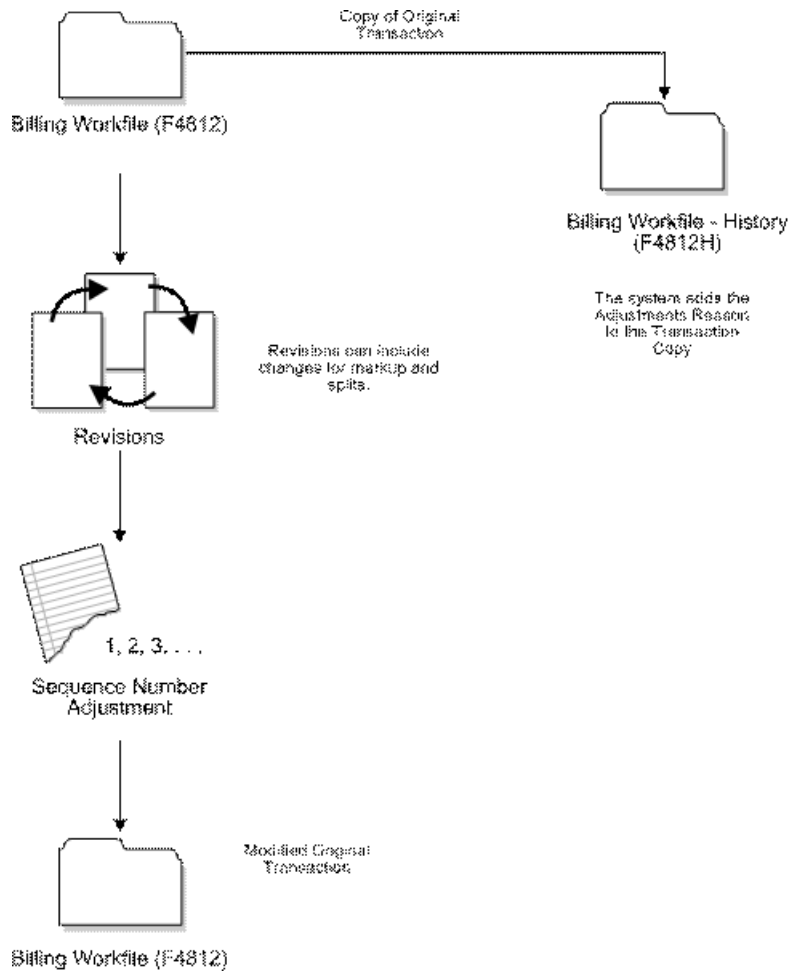 Copy of Original
Transaction
Billing Workfile (F4812)
Billing Workfile - History
(F4812H)
The system adds the
Adjustments Reason
to the Transaction
Copy
Revisions can include
changes for markup and
splits.
Revisions
1, 2, 3. . . .
Sequence Number
Adjustment
Modified Original
Transaction
Billing Workfile (F4812)